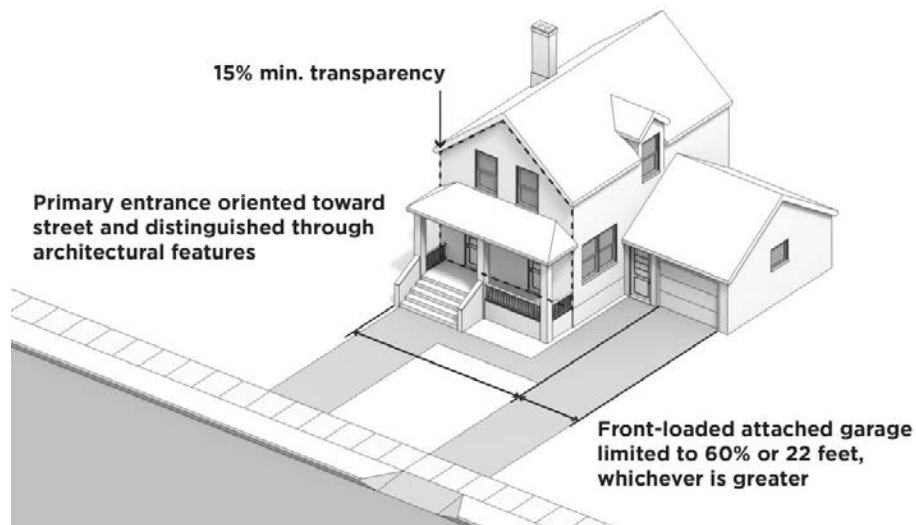 15% min. transparency
Primary entrance oriented toward
street and distinguished through
architectural features
Front-loaded attached garage
limited to 60% or 22 feet,
whichever is greater